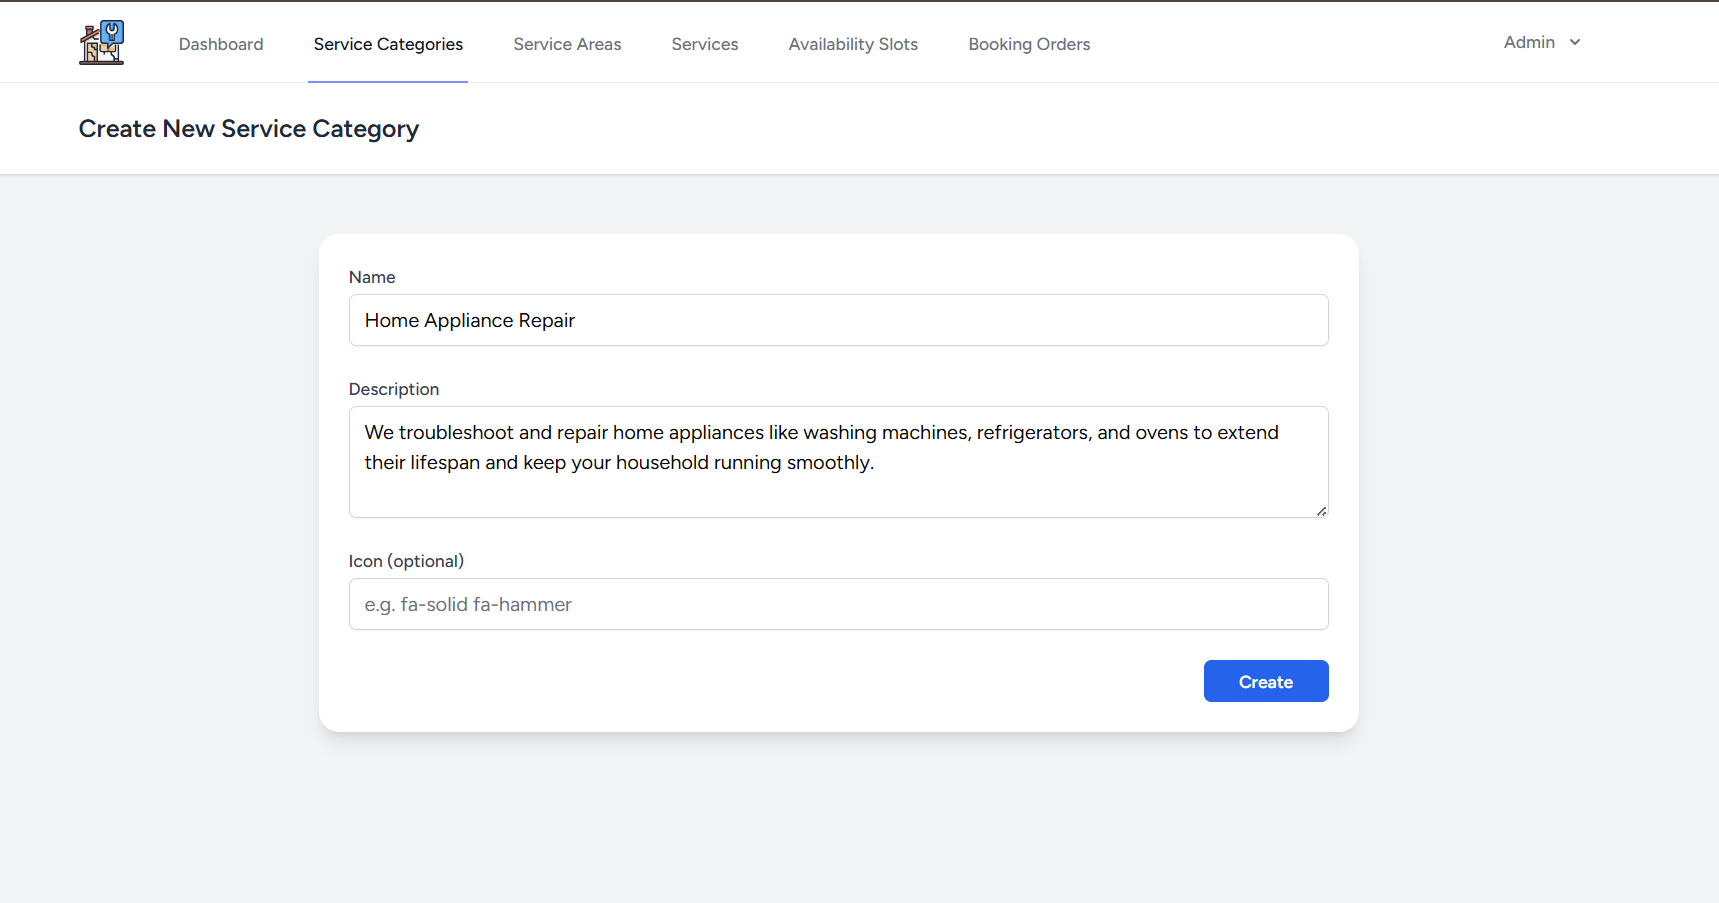 Dashboard
Service Categories
Service Areas
Services
Availability Slots
Booking Orders
Admin
Create New Service Category
Name
Home Appliance Repair
Description
We troubleshoot and repair home appliances like washing machines, refrigerators, and ovens to extend
their lifespan and keep your household running smoothly.
Icon (optional)
e.g. fa-solid fa-hammer
Create